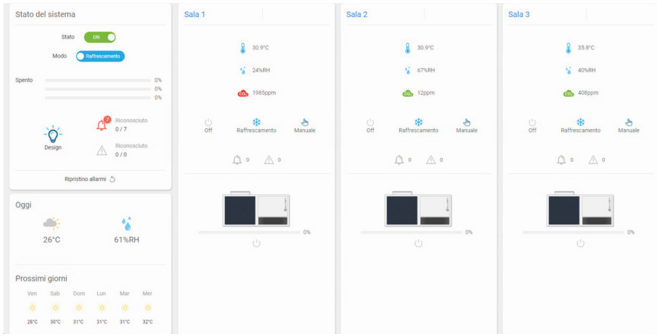 Stato del sistema
Stato ON
Modo Raffrescamento
Spento 0%
0%
0%
Design
7
Riconosciuto
0 / 7
Riconosciuto
0 / 0
Ripristino allarmi
Oggi
26°C 61%RH
Prossimi giorni
Ven Sab Dom Lun Mar Mer
28°C 30°C 31°C 31°C 31°C 32°C
Sala 1
30.9°C
24%RH
1985ppm
Off Raffrescamento Manuale
0 0
0%
Sala 2
30.9°C
67%RH
12ppm
Off Raffrescamento Manuale
0 0
0%
Sala 3
35.8°C
40%RH
408ppm
Off Raffrescamento Manuale
0 0
0%